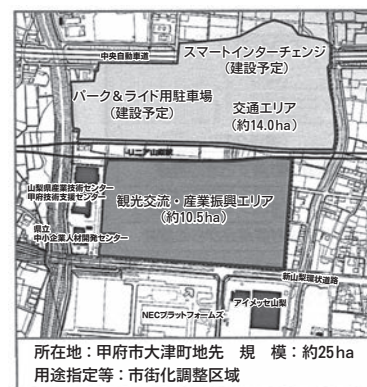 中央自動車道
スマートインターチェンジ
(建設予定)
パーク&ライド用駐車場
(建設予定)
交通エリア
(約14.0ha)
リニア山梨県駅
山梨県産業技術センター
甲府技術支援センター
観光交流・産業振興エリア
(約10.5ha)
県立
中小企業人材開発センター
新山梨環状道路
アイメッセ山梨
NECプラットフォームズ
所在地:甲府市大津町地先 規 模:約25ha
用途指定等:市街化調整区域